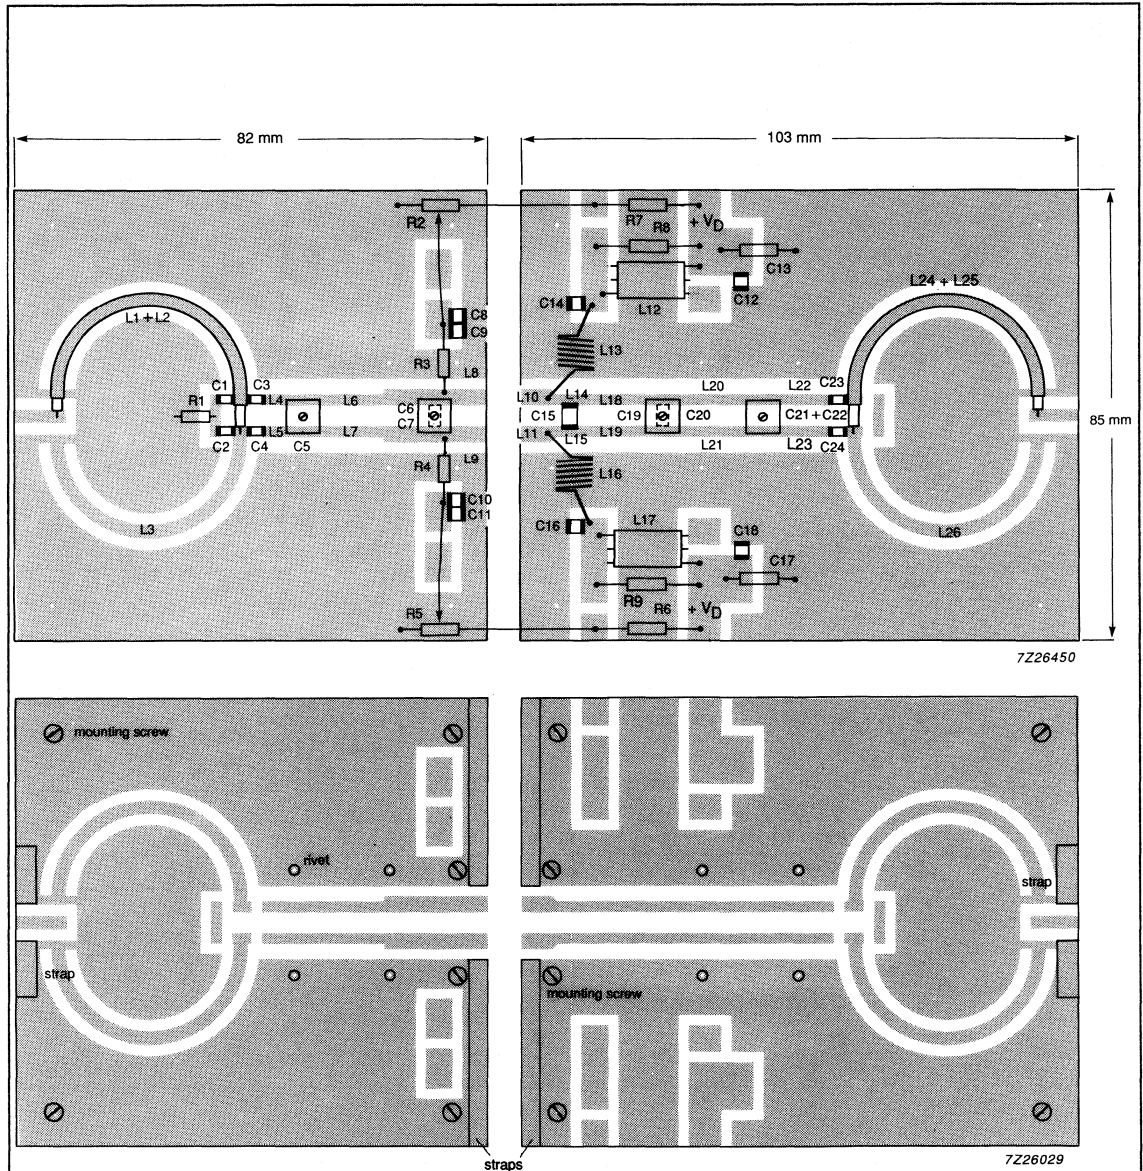 82 mm
103 mm
R2
R7
R8
+ VD
C13
C12
L12
C14
L13
L1 + L2
C8
C9
R3
L8
L24 + L25
C1
C3
R1
L4
L6
C6
C7
L10
L14
L18
L20
L22
C23
C15
C19
C20
C21 + C22
85 mm
C2
C4
L5
C5
L7
L11
L15
L19
L21
L23
C24
R4
L9
L16
C10
C11
C16
L17
C18
C17
L3
L26
R9
R6
+ VD
R5
7Z26450
mounting screw
rivet
strap
strap
mounting screw
straps
7Z26029